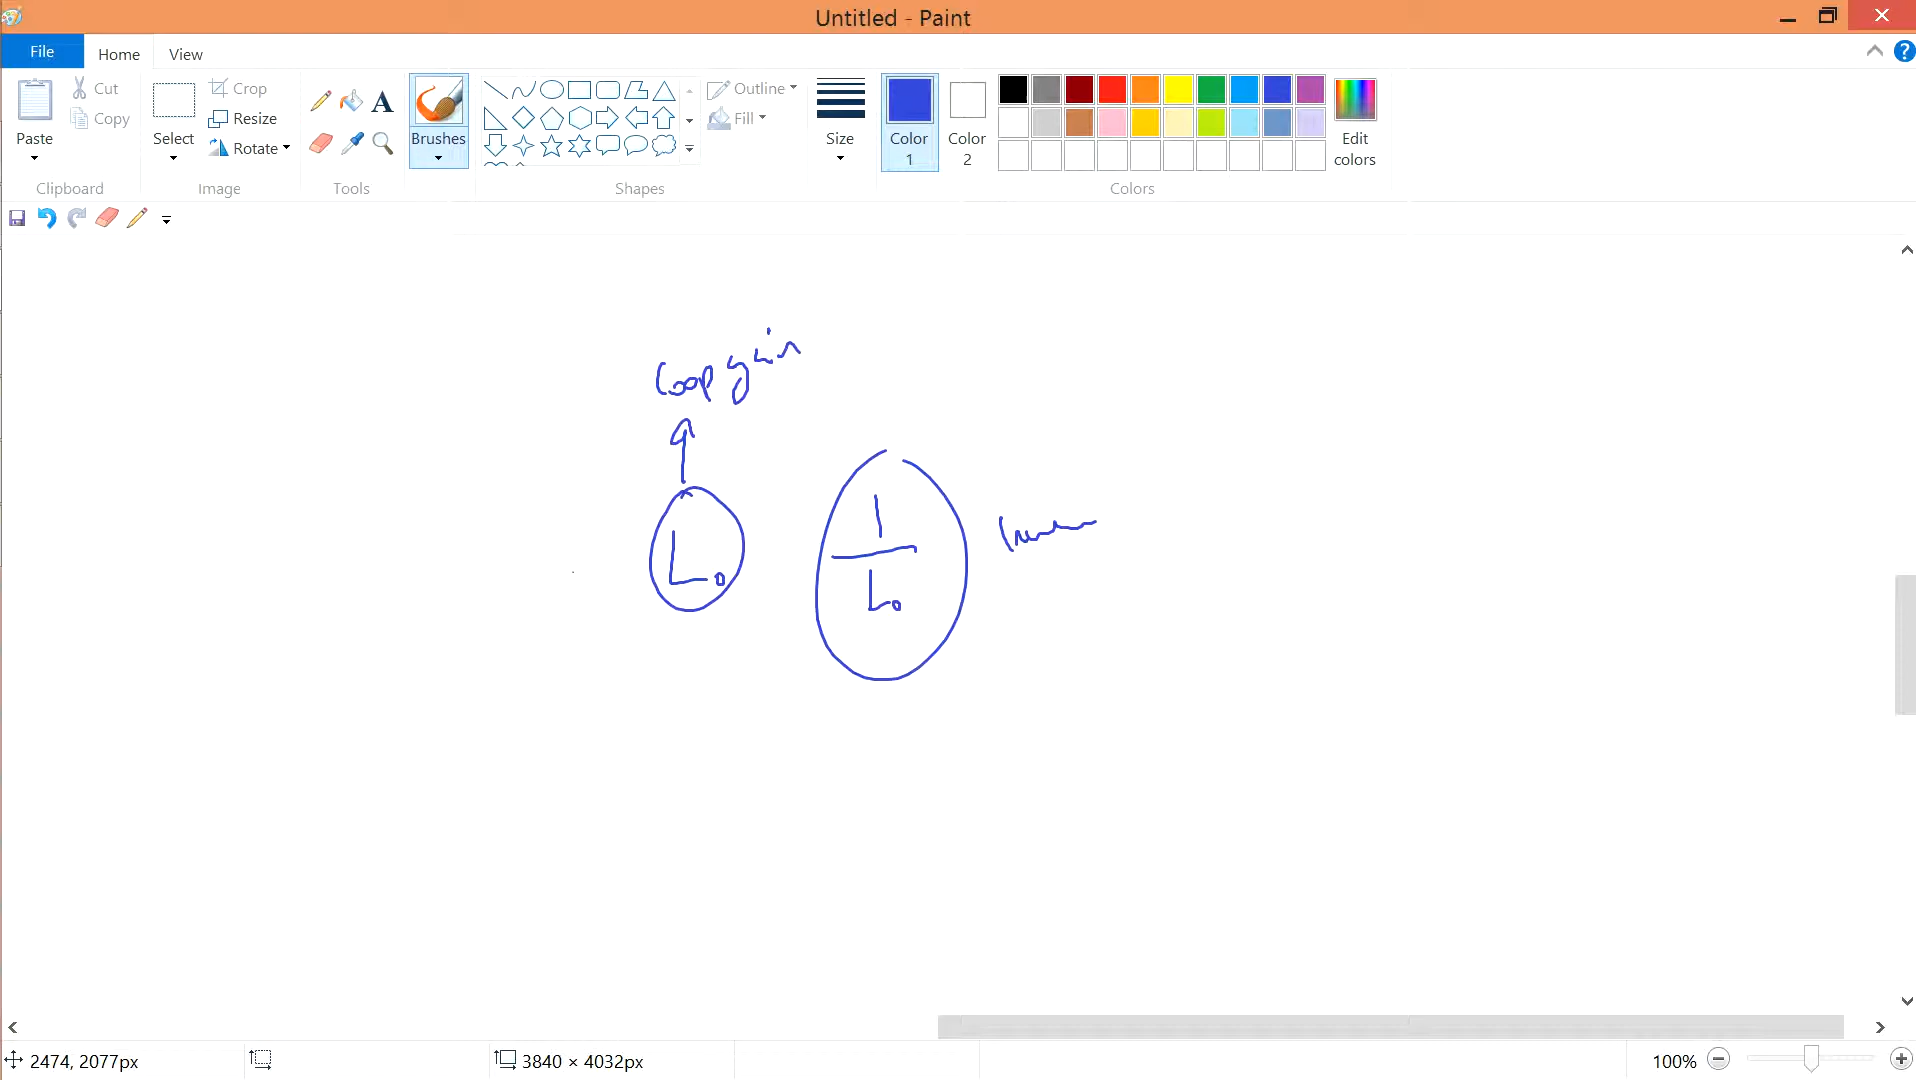 Untitled - Paint
File Home View
Paste Cut Copy Clipboard
Select Crop Resize Rotate Image
Tools
A
Brushes
Outline Fill Shapes
Size
Color 1
Color 2
Edit colors
Colors
Loop gain
L₀
1
L₀
2474, 2077px
3840 × 4032px
100%